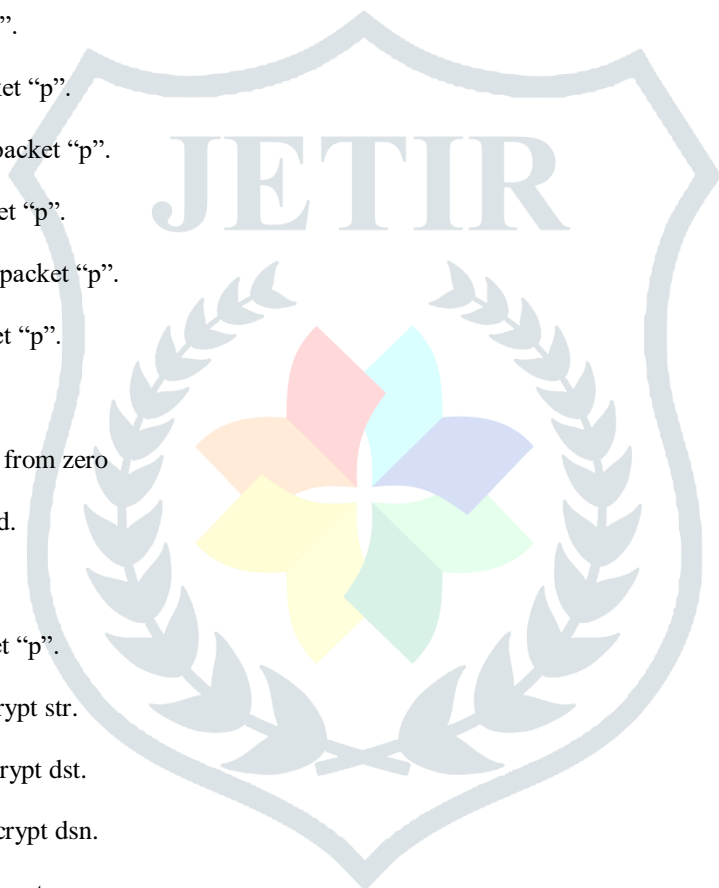 ”.
et “p”.
packet “p”.
et “p”.
packet “p”.
et “p”.
from zero
d.
et “p”.
rypt str.
rypt dst.
crypt dsn.
JETIR